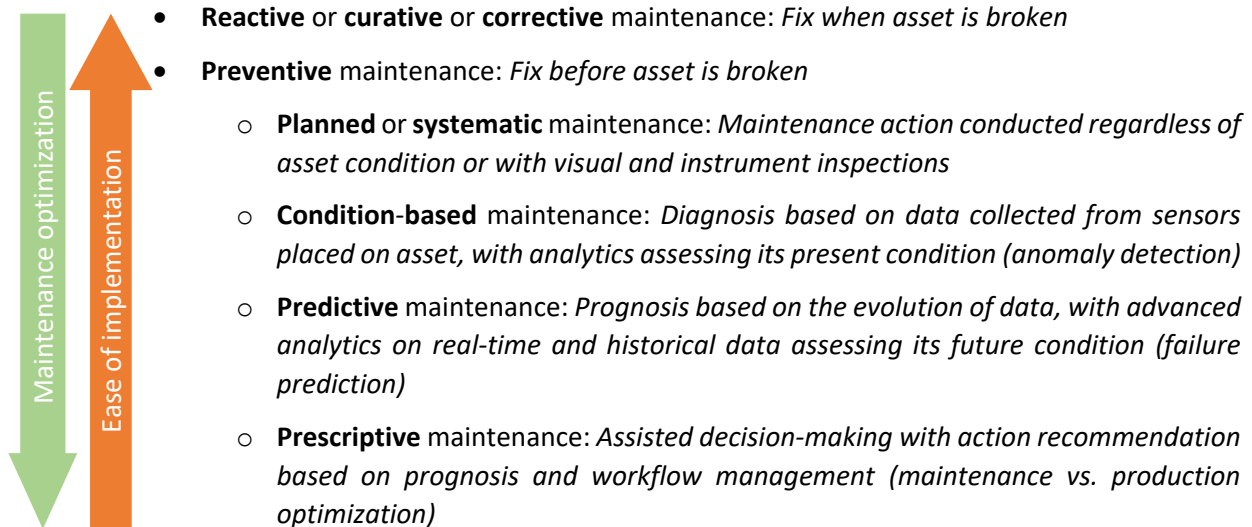 • Reactive or curative or corrective maintenance: Fix when asset is broken
• Preventive maintenance: Fix before asset is broken
o Planned or systematic maintenance: Maintenance action conducted regardless of
asset condition or with visual and instrument inspections
o Condition-based maintenance: Diagnosis based on data collected from sensors
placed on asset, with analytics assessing its present condition (anomaly detection)
o Predictive maintenance: Prognosis based on the evolution of data, with advanced
analytics on real-time and historical data assessing its future condition (failure
prediction)
o Prescriptive maintenance: Assisted decision-making with action recommendation
based on prognosis and workflow management (maintenance vs. production
optimization)
Maintenance optimization
Ease of implementation